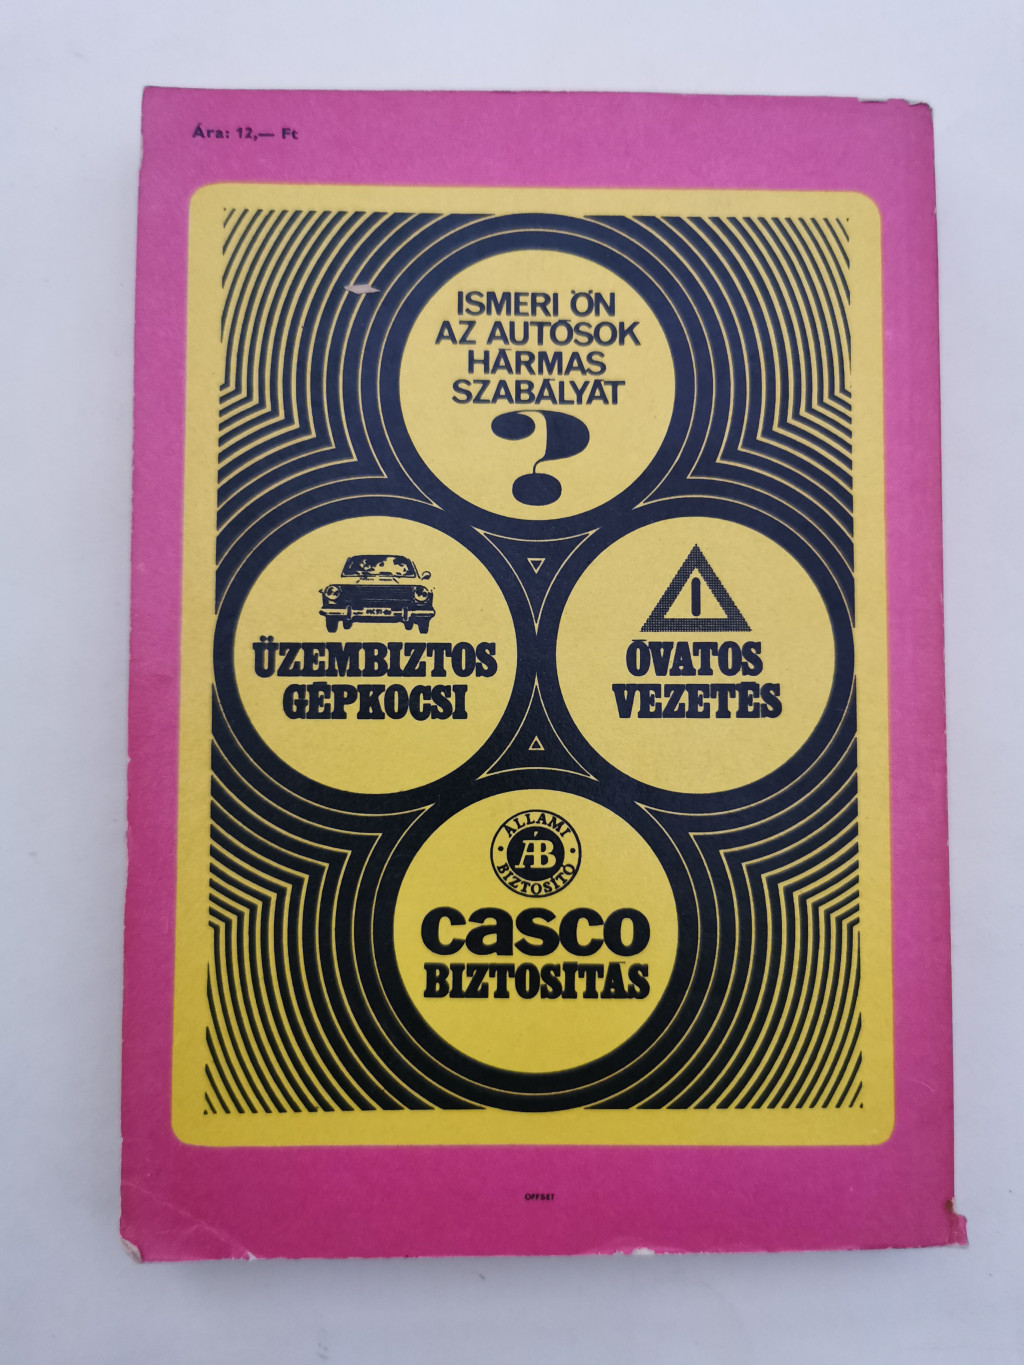 Ára: 12,— Ft
ISMERI ÖN
AZ AUTÓSOK
HÁRMAS
SZABÁLYÁT
?
ÜZEMBIZTOS
GÉPKOCSI
ÓVATOS
VEZETÉS
ÁLLAMI
ÁB
BIZTOSÍTÓ
casco
BIZTOSÍTÁS
OFFSET